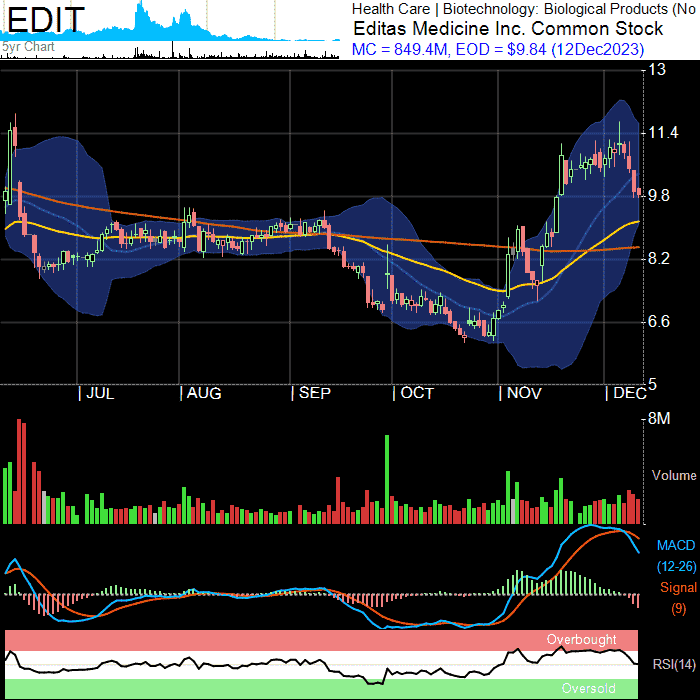 EDIT
5yr Chart
Health Care | Biotechnology: Biological Products (No
Editas Medicine Inc. Common Stock
MC = 849.4M, EOD = $9.84 (12Dec2023)
13
11.4
9.8
8.2
6.6
5
| JUL | AUG | SEP | OCT | NOV | DEC
8M
Volume
MACD
(12-26)
Signal
(9)
Overbought
RSI(14)
Oversold